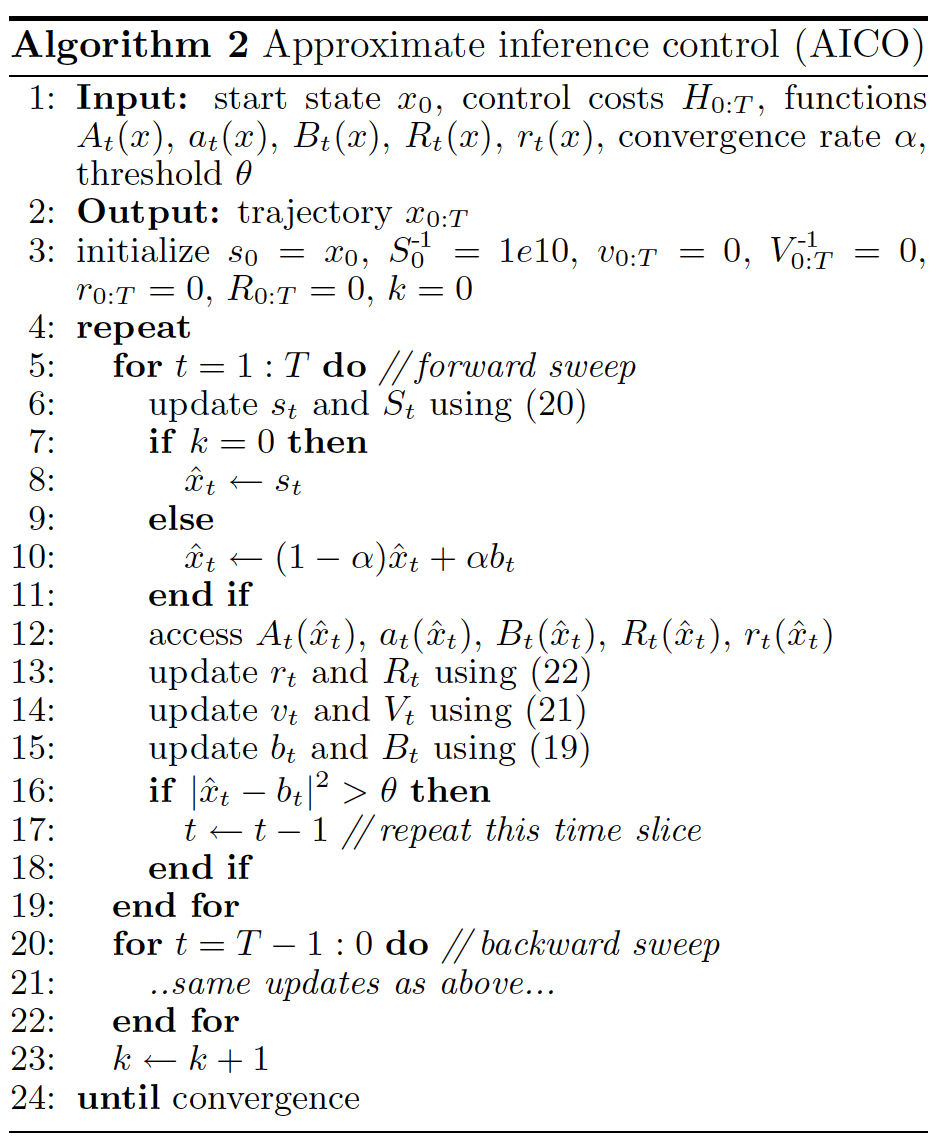 Algorithm 2 Approximate inference control (AICO)
1: Input: start state $x_0$, control costs $H_{0:T}$, functions
$A_t(x)$, $a_t(x)$, $B_t(x)$, $R_t(x)$, $r_t(x)$, convergence rate $\alpha$,
threshold $\theta$
2: Output: trajectory $x_{0:T}$
3: initialize $s_0 = x_0$, $S_0^{-1} = 1e10$, $v_{0:T} = 0$, $V_{0:T}^{-1} = 0$,
$r_{0:T} = 0$, $R_{0:T} = 0$, $k = 0$
4: repeat
5: for $t = 1 : T$ do //forward sweep
6: update $s_t$ and $S_t$ using (20)
7: if $k = 0$ then
8: $\hat{x}_t \leftarrow s_t$
9: else
10: $\hat{x}_t \leftarrow (1 - \alpha)\hat{x}_t + \alpha b_t$
11: end if
12: access $A_t(\hat{x}_t)$, $a_t(\hat{x}_t)$, $B_t(\hat{x}_t)$, $R_t(\hat{x}_t)$, $r_t(\hat{x}_t)$
13: update $r_t$ and $R_t$ using (22)
14: update $v_t$ and $V_t$ using (21)
15: update $b_t$ and $B_t$ using (19)
16: if $|\hat{x}_t - b_t|^2 > \theta$ then
17: $t \leftarrow t - 1$ //repeat this time slice
18: end if
19: end for
20: for $t = T - 1 : 0$ do //backward sweep
21: ..same updates as above...
22: end for
23: $k \leftarrow k + 1$
24: until convergence